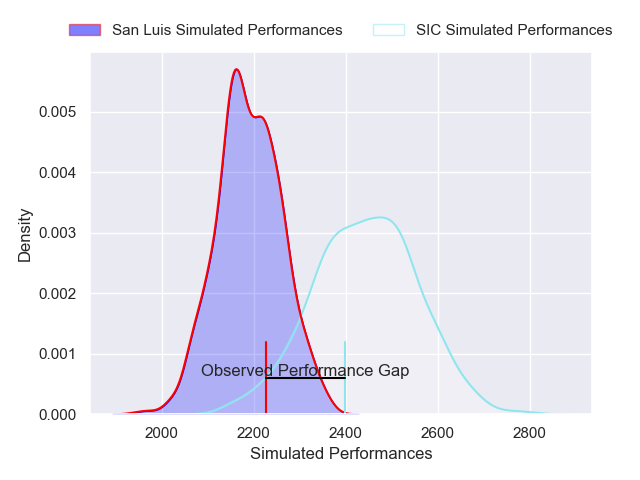 San Luis Simulated Performances
SIC Simulated Performances
Density
0.005
0.004
0.003
0.002
0.001
0.000
Observed Performance Gap
2000 2200 2400 2600 2800
Simulated Performances